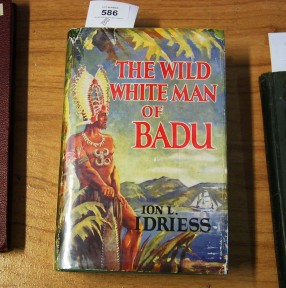 586
THE WILD
WHITE MAN
OF
BADU
ION L.
IDRIESS